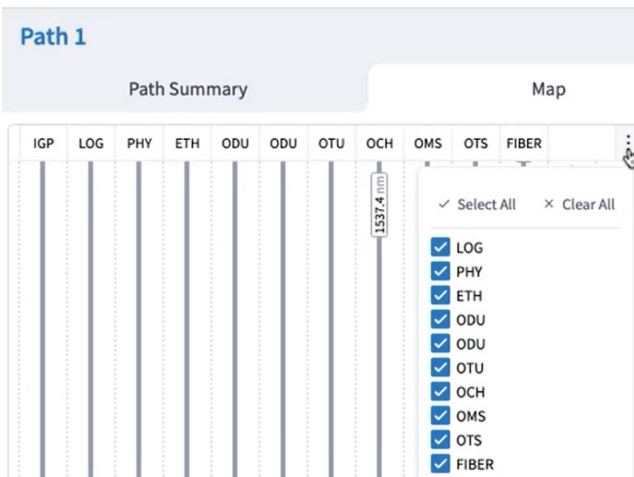 Path 1
Path Summary Map
IGP LOG PHY ETH ODU ODU OTU OCH OMS OTS FIBER
1537.4 nm
Select All Clear All
LOG
PHY
ETH
ODU
ODU
OTU
OCH
OMS
OTS
FIBER